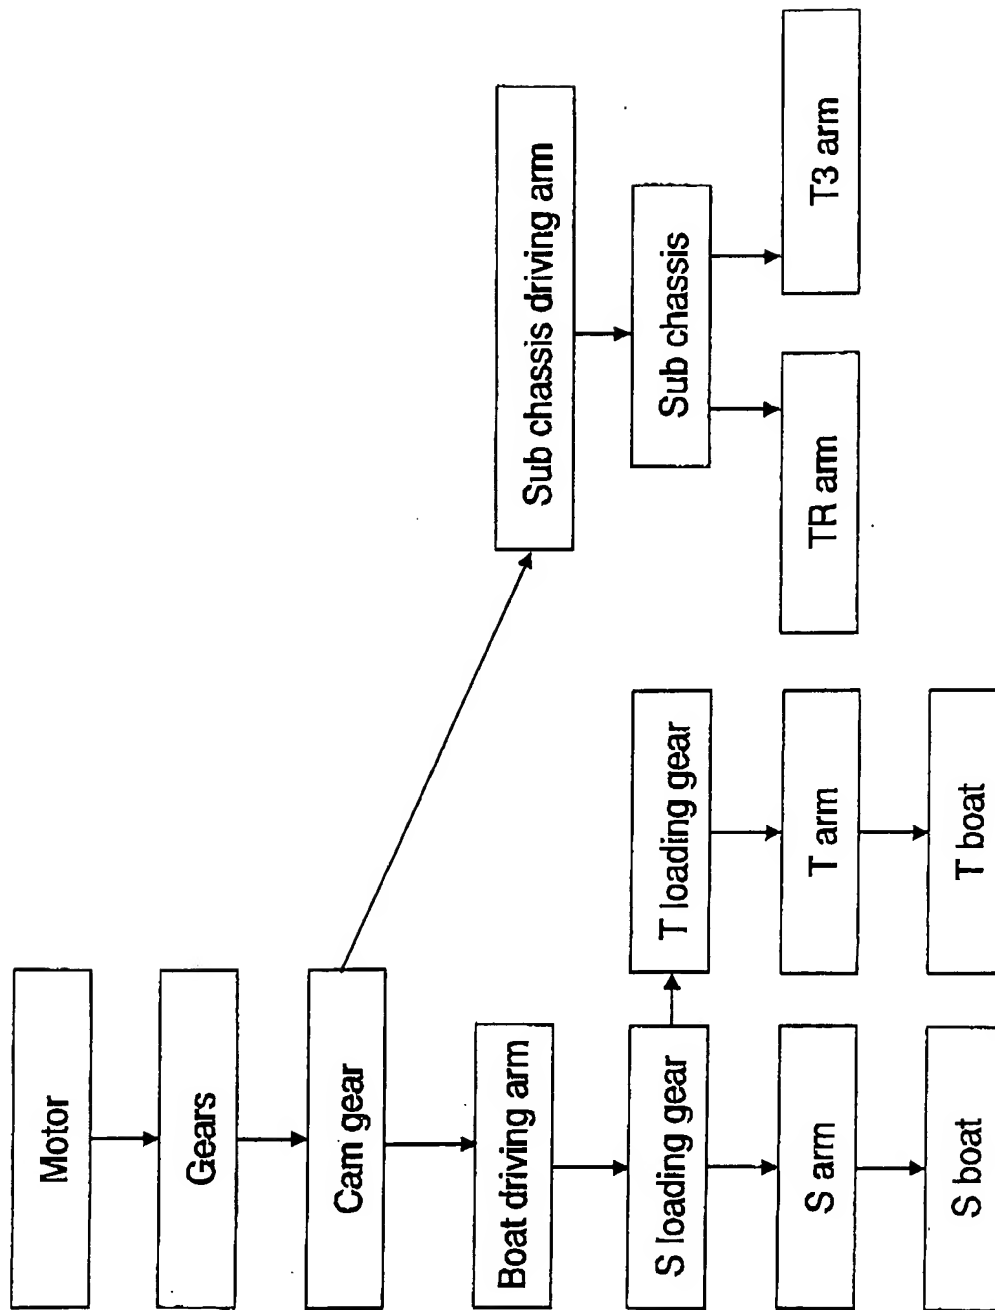 Motor
Gears
Cam gear
Boat driving arm
Sub chassis driving arm
S loading gear
T loading gear
Sub chassis
S arm
T arm
TR arm
T3 arm
S boat
T boat